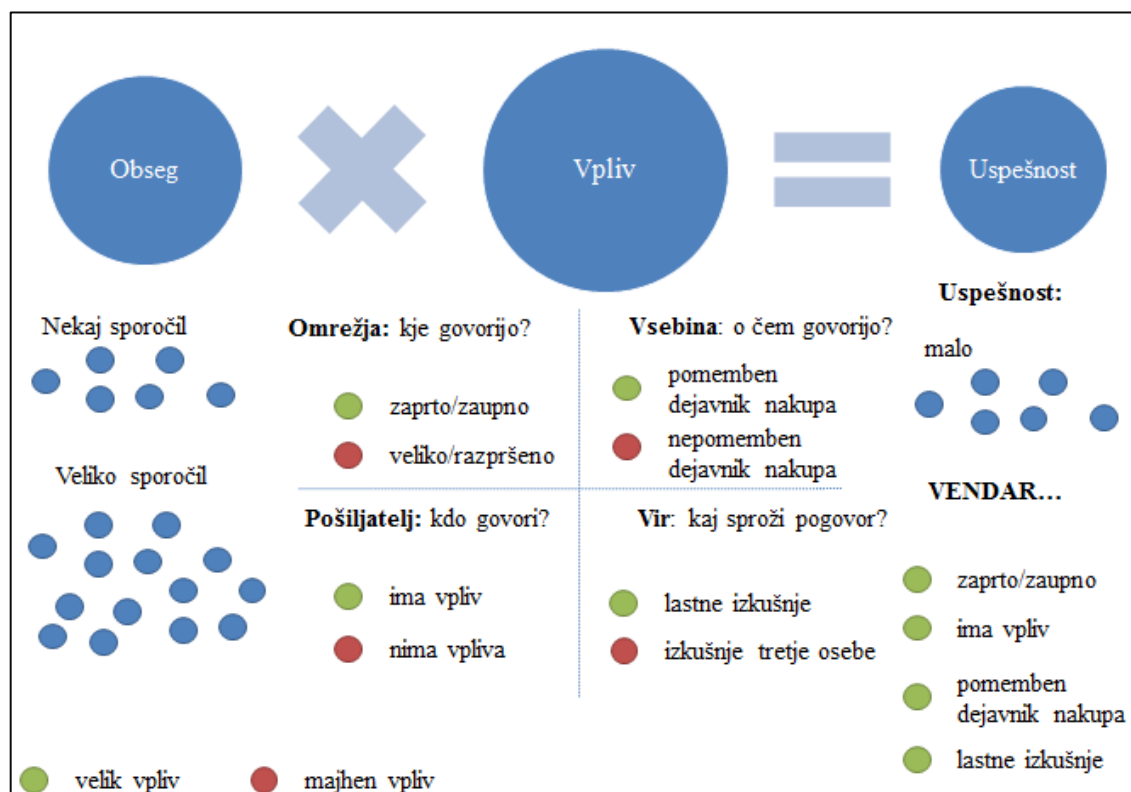 Obseg
Vpliv
Uspešnost
Nekaj sporočil
Veliko sporočil
Omrežja: kje govorijo?
zaprto/zaupno
veliko/razpršeno
Vsebina: o čem govorijo?
pomemben
dejavnik nakupa
nepomemben
dejavnik nakupa
Pošiljatelj: kdo govori?
ima vpliv
nima vpliva
Vir: kaj sproži pogovor?
lastne izkušnje
izkušnje tretje osebe
Uspešnost:
malo
VENDAR…
zaprto/zaupno
ima vpliv
pomemben
dejavnik nakupa
lastne izkušnje
velik vpliv
majhen vpliv